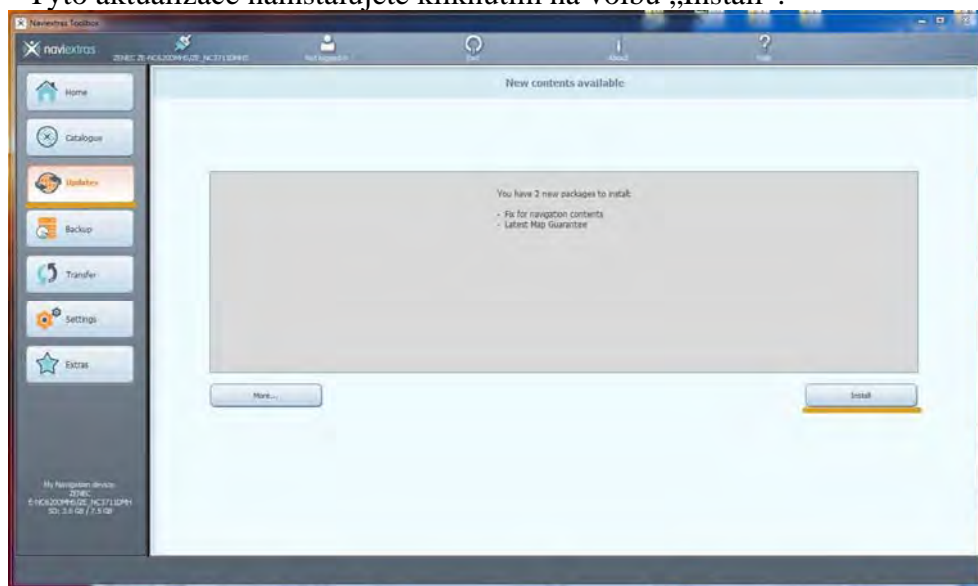 Tyto aktualizace nainstalujete kliknutím na volbu „Install“.
Naviextras Toolbox
naviextras
Not logged in
Exit
About
Help
Home
New contents available
Catalogue
Updates
You have 2 new packages to install:
- Fix for navigation contents
- Latest Map Guarantee
Backup
Transfer
Settings
Extras
More...
Install
My Navigation device:
ZENEC